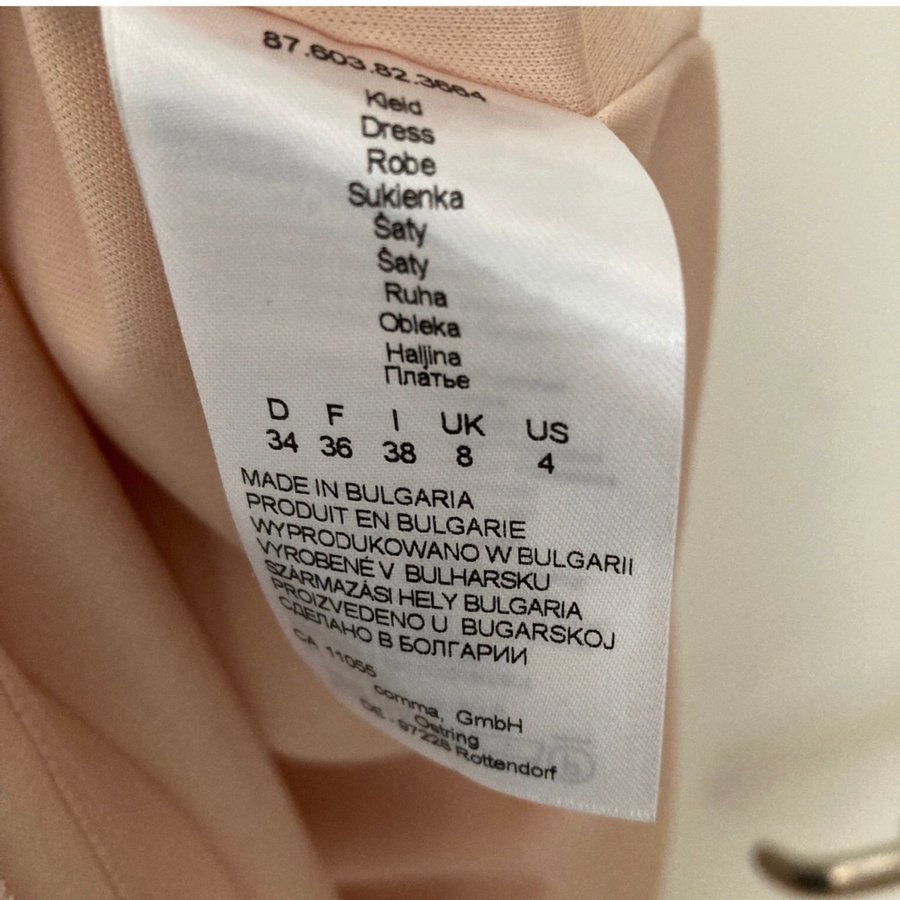 87.603.82.3664
Kleid
Dress
Robe
Sukienka
Šaty
Šaty
Ruha
Obleka
Haljina
Платье
D F I UK US
34 36 38 8 4
MADE IN BULGARIA
PRODUIT EN BULGARIE
WYPRODUKOWANO W BULGARII
VYROBENÉ V BULHARSKU
SZÁRMAZÁSI HELY BULGARIA
PROIZVEDENO U BUGARSKOJ
СДЕЛАНО В БОЛГАРИИ
CA 11055
comma, GmbH
Ostring
DE - 97228 Rottendorf